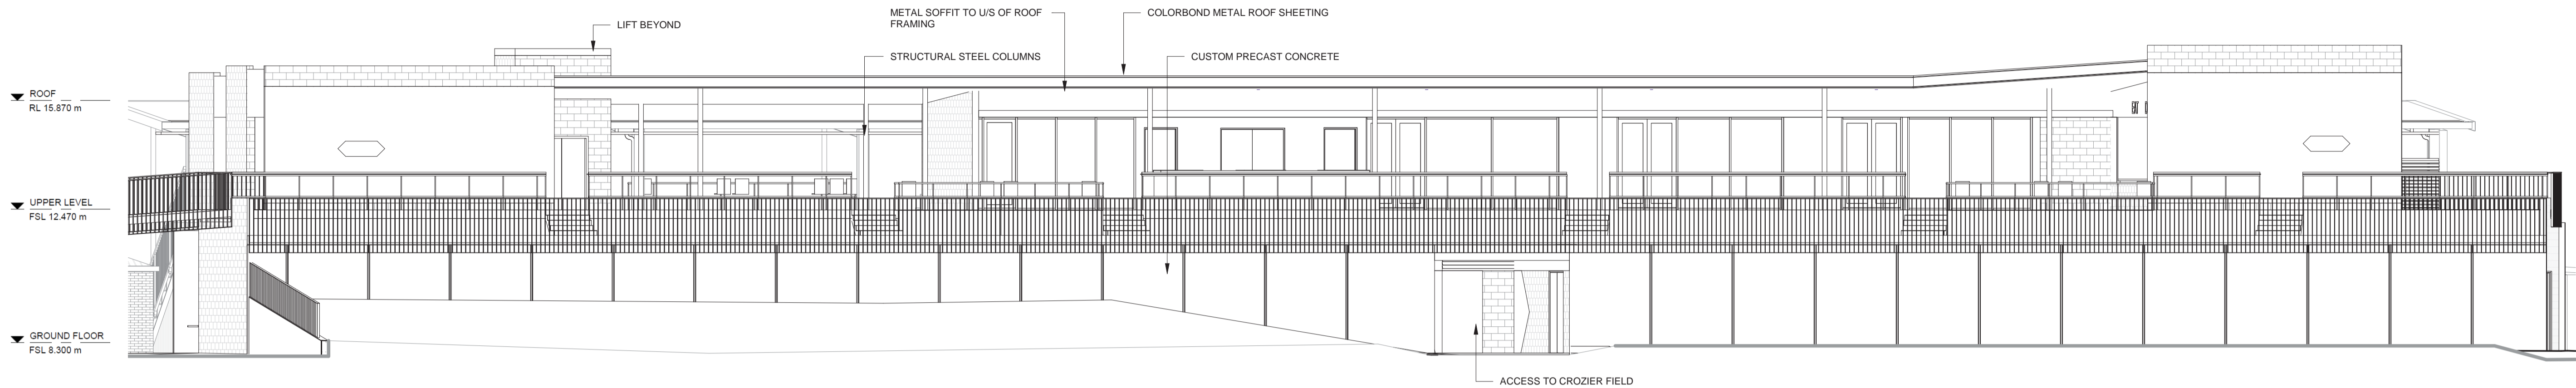 METAL SOFFIT TO U/S OF ROOF
FRAMING
COLORBOND METAL ROOF SHEETING
LIFT BEYOND
STRUCTURAL STEEL COLUMNS
CUSTOM PRECAST CONCRETE
ROOF
RL 15.870 m
UPPER LEVEL
FSL 12.470 m
GROUND FLOOR
FSL 8.300 m
ACCESS TO CROZIER FIELD